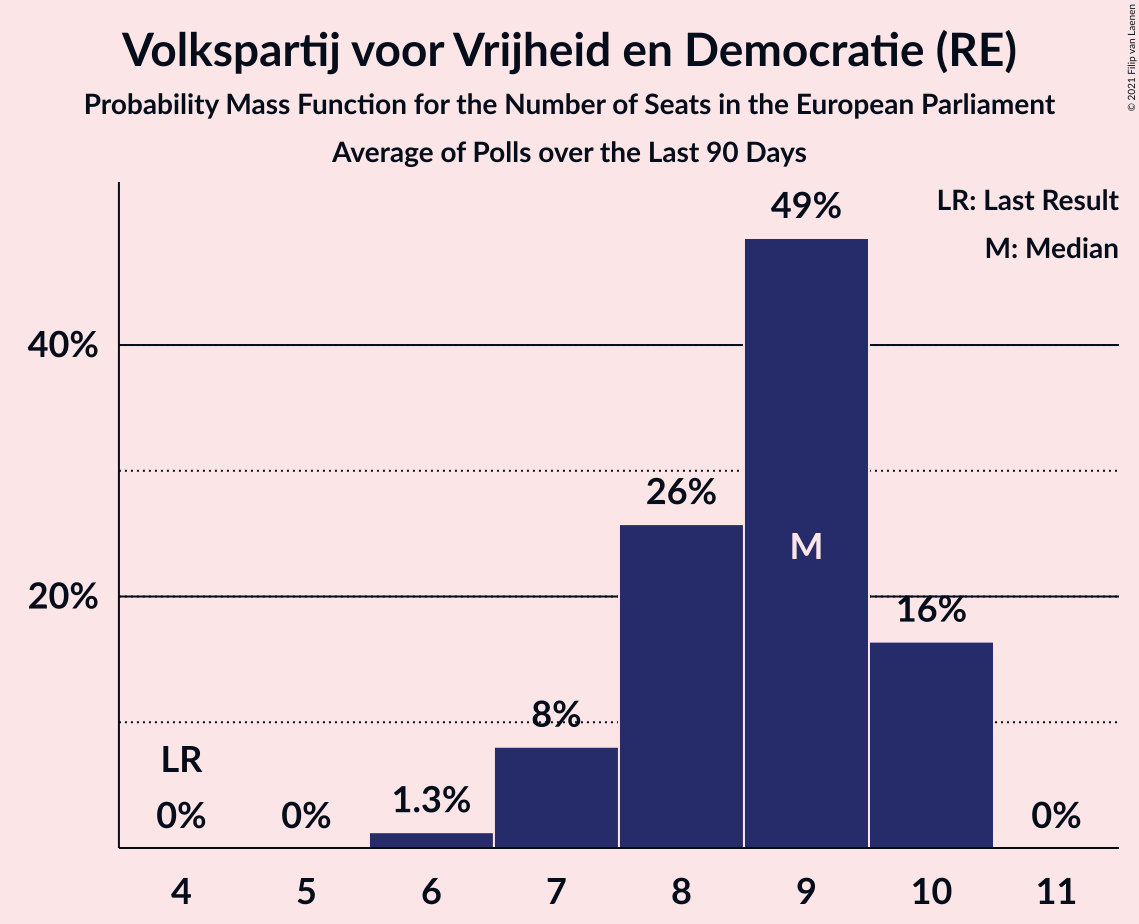 Volkspartij voor Vrijheid en Democratie (RE)
Probability Mass Function for the Number of Seats in the European Parliament
Average of Polls over the Last 90 Days
© 2021 Filip van Laenen
LR: Last Result
M: Median
49%
40%
26%
M
20%
16%
8%
LR
1.3%
0%
0%
0%
4
5
6
7
8
9
10
11